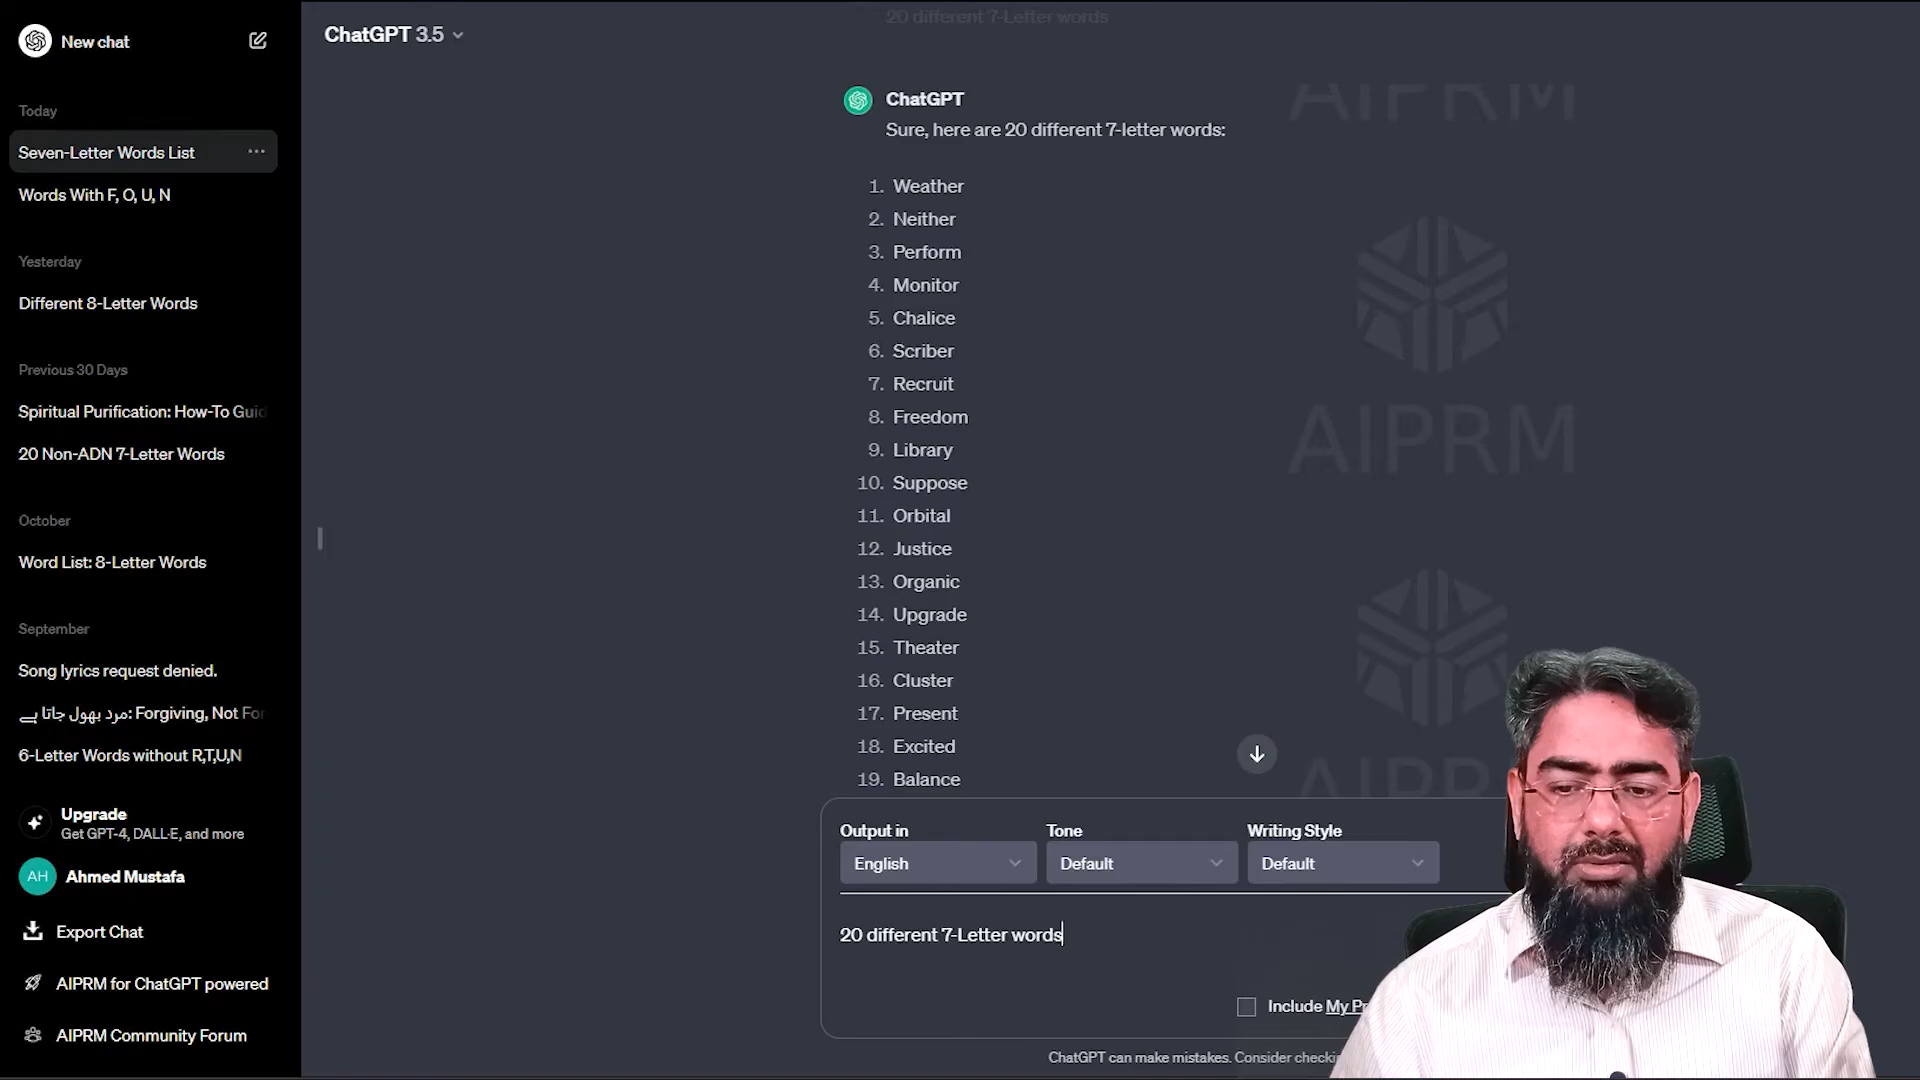 New chat
Today
Seven-Letter Words List
Words With F, O, U, N
Yesterday
Different 8-Letter Words
Previous 30 Days
Spiritual Purification: How-To Guid
20 Non-ADN 7-Letter Words
October
Word List: 8-Letter Words
September
Song lyrics request denied.
مرد بھول جاتا ہے: Forgiving, Not For
6-Letter Words without R,T,U,N
Upgrade
Get GPT-4, DALL·E, and more
AH Ahmed Mustafa
Export Chat
AIPRM for ChatGPT powered
AIPRM Community Forum
20 different 7-Letter words
ChatGPT 3.5
ChatGPT
Sure, here are 20 different 7-letter words:
1. Weather
2. Neither
3. Perform
4. Monitor
5. Chalice
6. Scriber
7. Recruit
8. Freedom
9. Library
10. Suppose
11. Orbital
12. Justice
13. Organic
14. Upgrade
15. Theater
16. Cluster
17. Present
18. Excited
19. Balance
AIPRM
AIPRM
AIPRM
Output in Tone Writing Style
English Default Default
20 different 7-Letter words
Include My Pr
ChatGPT can make mistakes. Consider checki